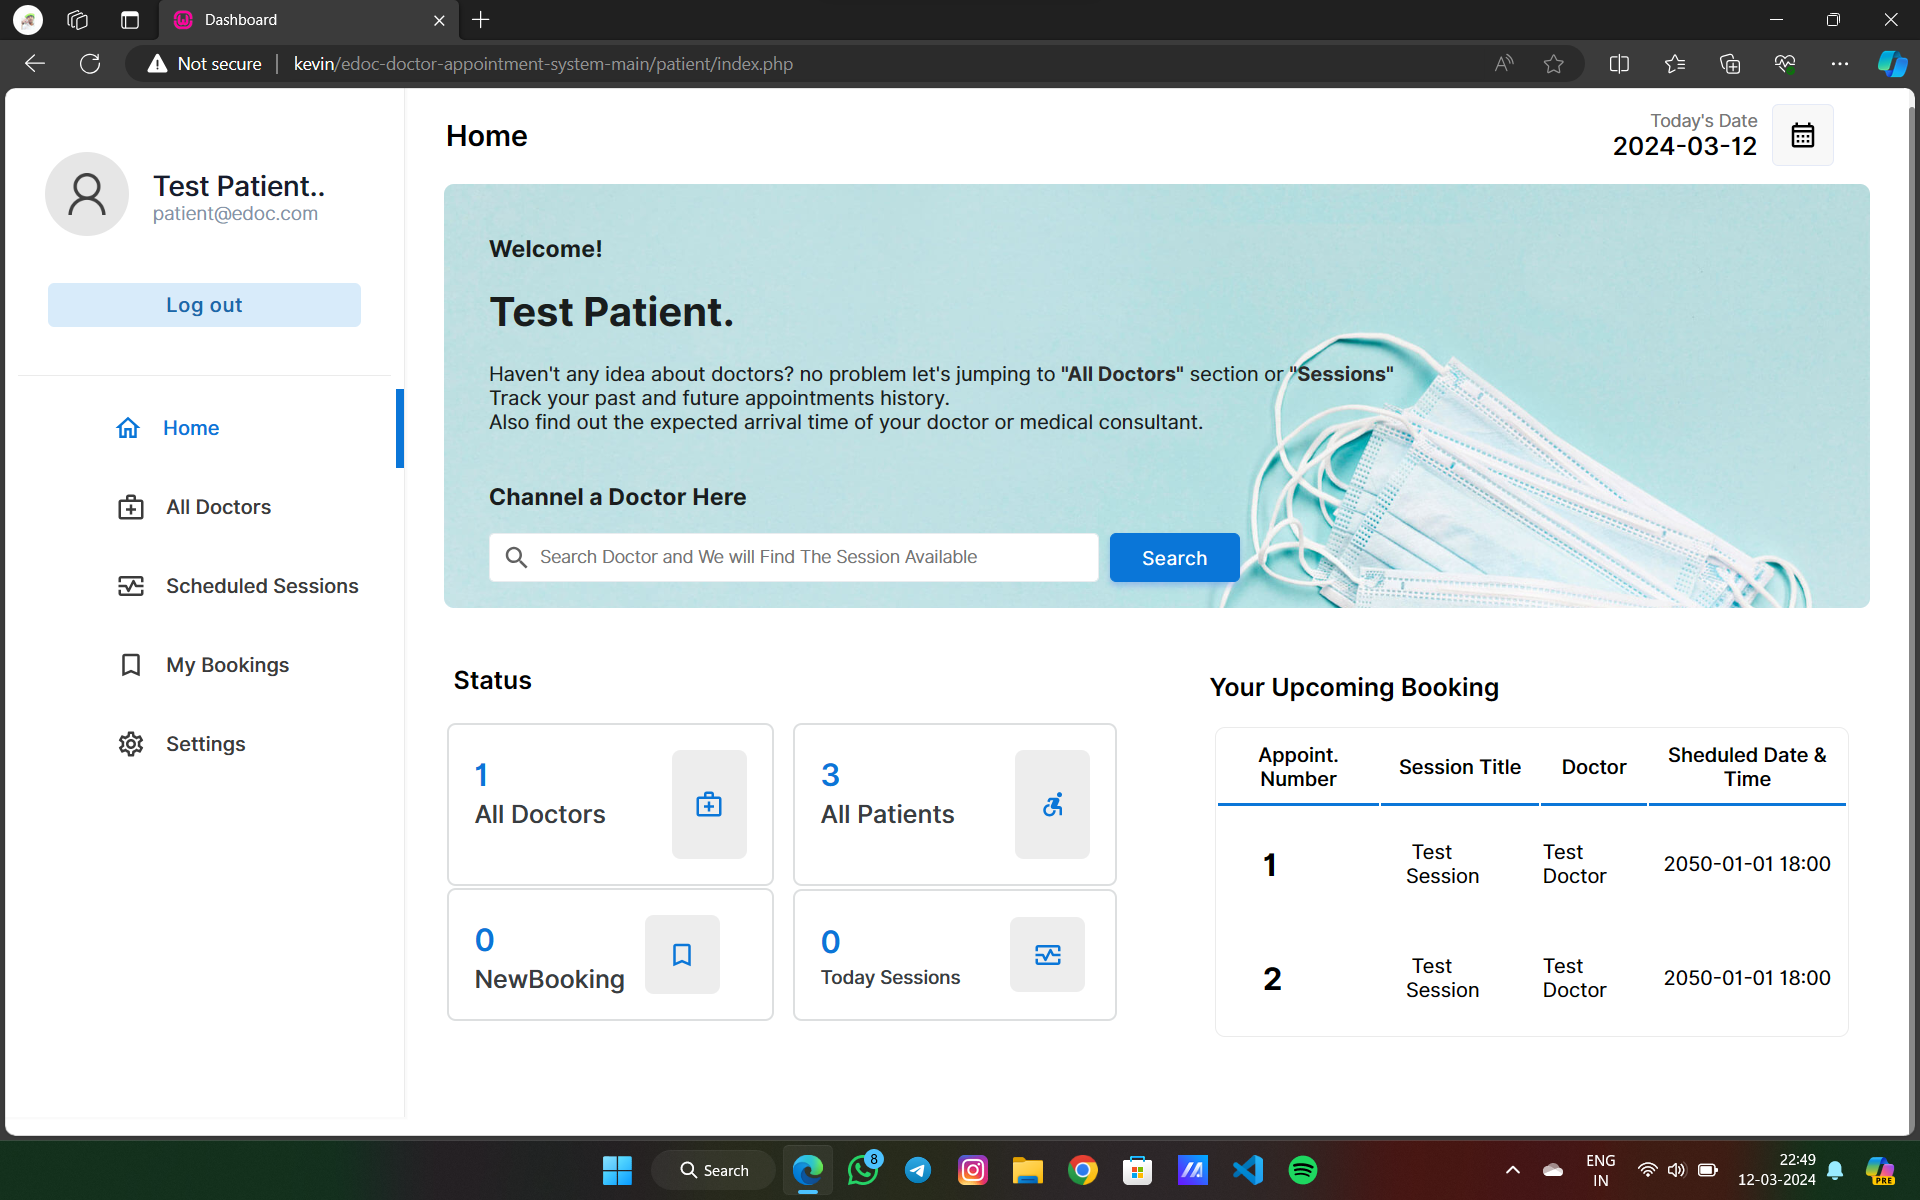 Dashboard
Not secure
kevin/edoc-doctor-appointment-system-main/patient/index.php
Test Patient..
patient@edoc.com
Log out
Home
All Doctors
Scheduled Sessions
My Bookings
Settings
Home
Today's Date
2024-03-12
Welcome!
Test Patient.
Haven't any idea about doctors? no problem let's jumping to "All Doctors" section or "Sessions"
Track your past and future appointments history.
Also find out the expected arrival time of your doctor or medical consultant.
Channel a Doctor Here
Search Doctor and We will Find The Session Available
Search
Status
1
All Doctors
3
All Patients
0
NewBooking
0
Today Sessions
Your Upcoming Booking
Appoint.
Number
Session Title
Doctor
Sheduled Date &
Time
1
Test
Session
Test
Doctor
2050-01-01 18:00
2
Test
Session
Test
Doctor
2050-01-01 18:00
Search
8
ENG
IN
22:49
12-03-2024
PRE